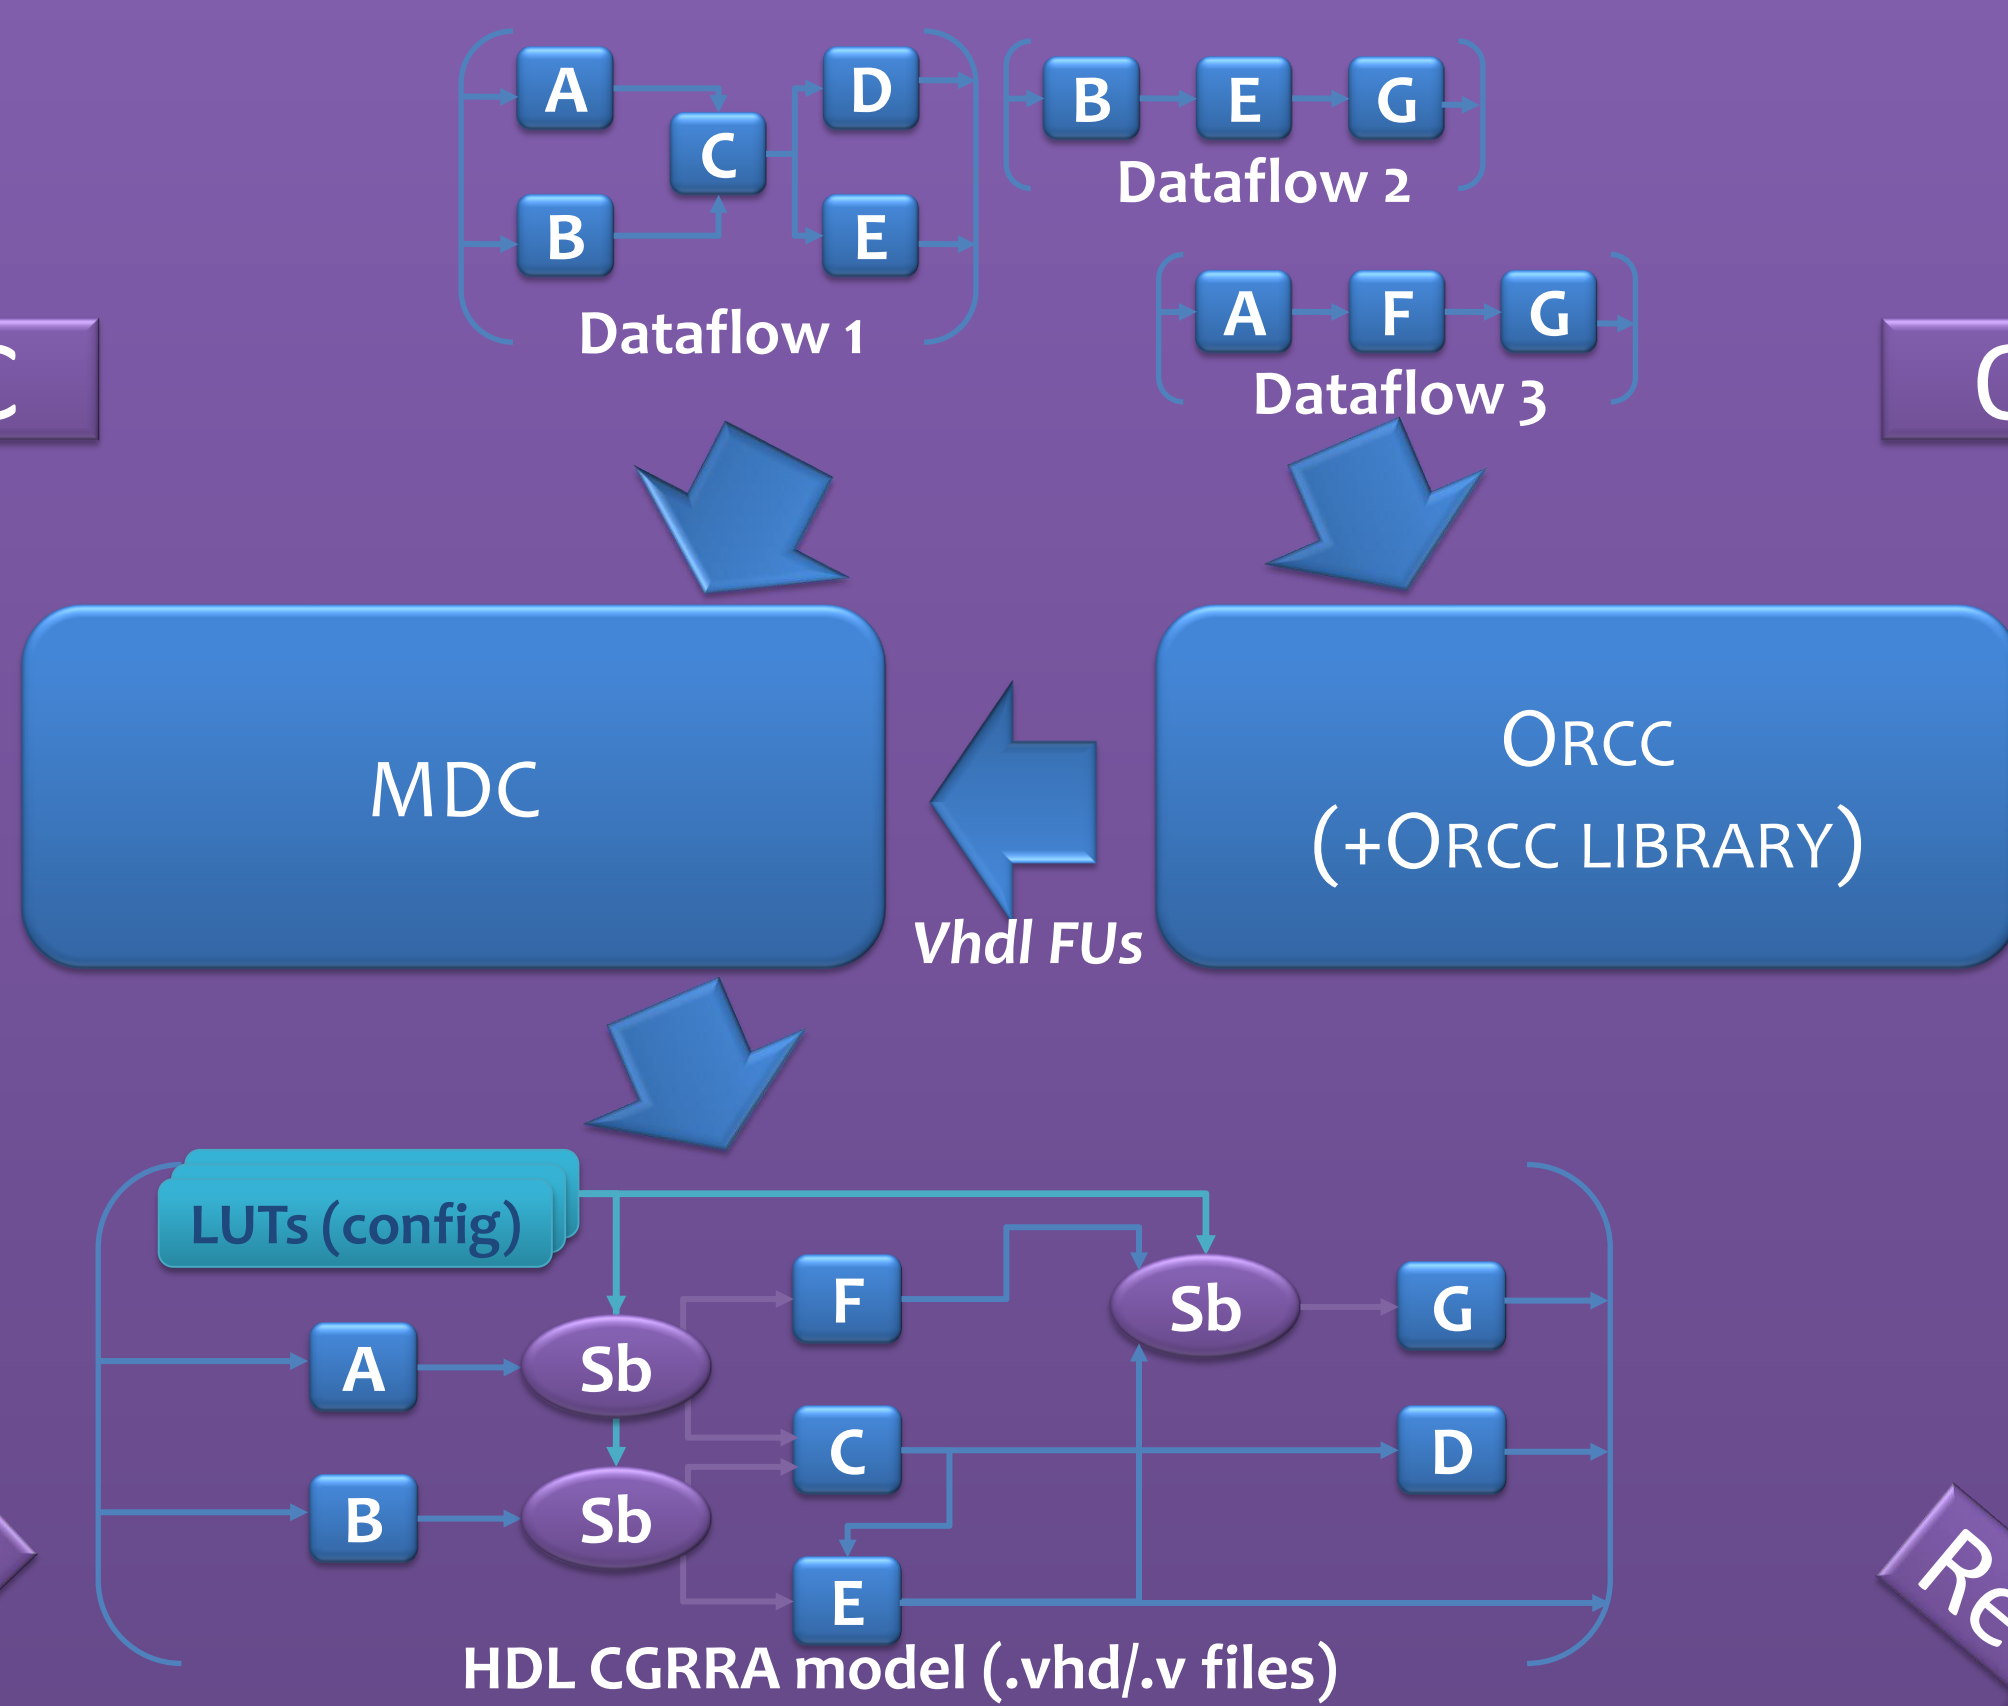 A
D
C
B
E
Dataflow 1
B
E
G
Dataflow 2
A
F
G
Dataflow 3
MDC
ORCC
(+ORCC LIBRARY)
Vhdl FUs
LUTs (config)
F
Sb
G
A
Sb
C
D
B
Sb
E
HDL CGRRA model (.vhd/.v files)